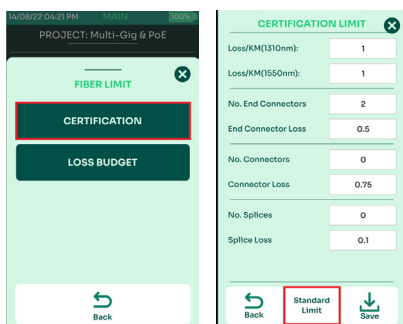 14/08/22 04:21 PM MAIN 100%
PROJECT: Multi-Gig & PoE
FIBER LIMIT
CERTIFICATION
LOSS BUDGET
Back
CERTIFICATION LIMIT
Loss/KM(1310nm): 1
Loss/KM(1550nm): 1
No. End Connectors 2
End Connector Loss 0.5
No. Connectors 0
Connector Loss 0.75
No. Splices 0
Splice Loss 0.1
Back
Standard
Limit
Save